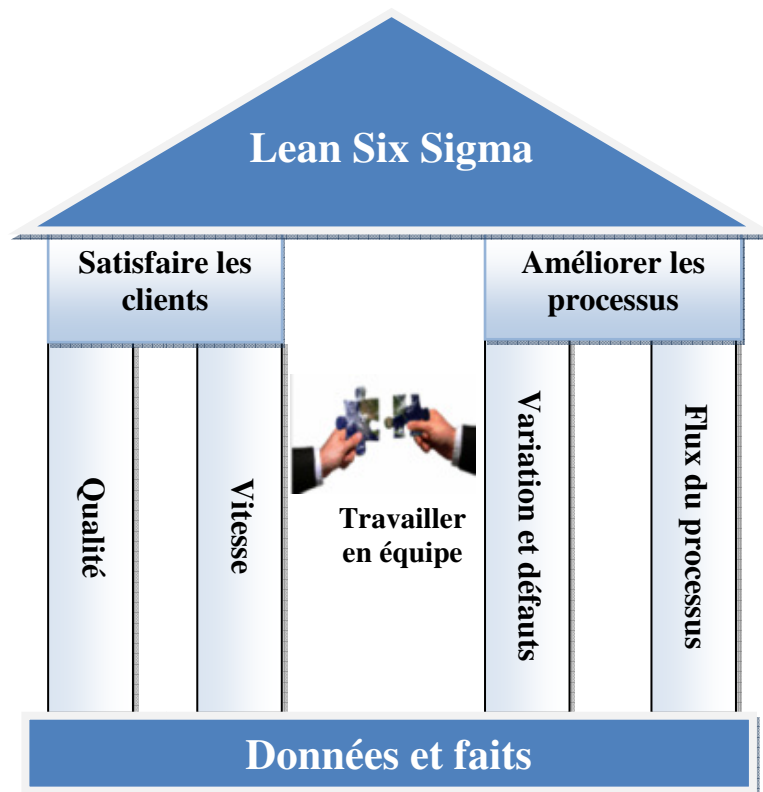 Lean Six Sigma
Satisfaire les
clients
Améliorer les
processus
Qualité
Vitesse
Travailler
en équipe
Variation et défauts
Flux du processus
Données et faits